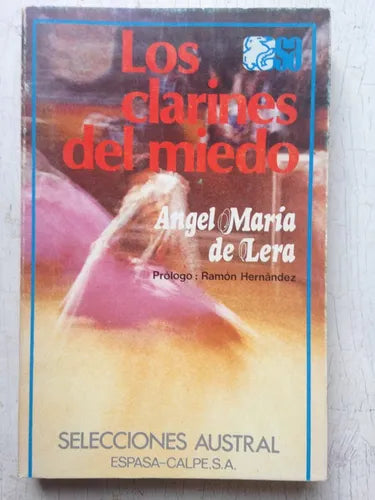 Los
clarines
del miedo
Angel María
de Lera
Prólogo: Ramón Hernández
SELECCIONES AUSTRAL
ESPASA-CALPE, S.A.